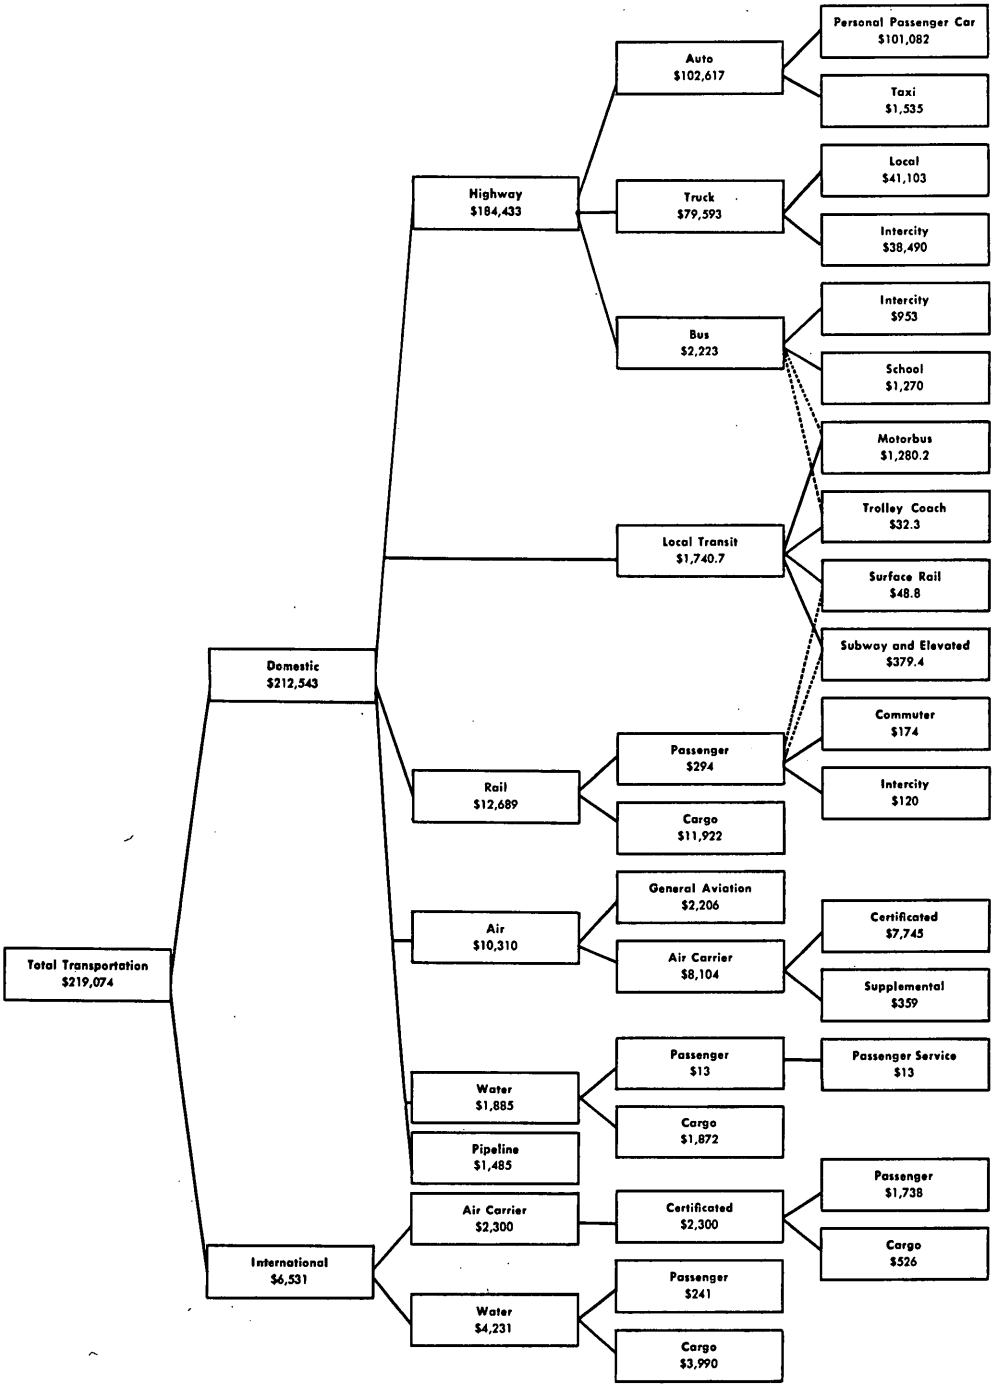 Personal Passenger Car
$101,082
Auto
$102,617
Taxi
$1,535
Local
$41,103
Highway
$184,433
Truck
$79,593
Intercity
$38,490
Intercity
$953
Bus
$2,223
School
$1,270
Motorbus
$1,280.2
Trolley Coach
$32.3
Local Transit
$1,740.7
Surface Rail
$48.8
Subway and Elevated
$379.4
Domestic
$212,543
Commuter
$174
Passenger
$294
Rail
$12,689
Intercity
$120
Cargo
$11,922
General Aviation
$2,206
Certificated
$7,745
Air
$10,310
Air Carrier
$8,104
Total Transportation
$219,074
Supplemental
$359
Passenger
$13
Passenger Service
$13
Water
$1,885
Cargo
$1,872
Pipeline
$1,485
Passenger
$1,738
Air Carrier
$2,300
Certificated
$2,300
Cargo
$526
International
$6,531
Passenger
$241
Water
$4,231
Cargo
$3,990